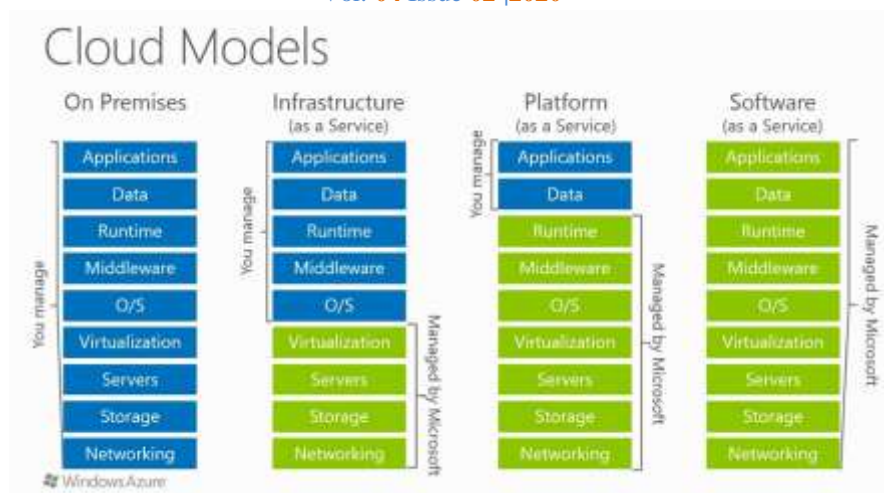 Cloud Models
On Premises
Applications
Data
Runtime
Middleware
O/S
Virtualization
Servers
Storage
Networking
You manage
Infrastructure
(as a Service)
Applications
Data
Runtime
Middleware
O/S
Virtualization
Servers
Storage
Networking
You manage
Managed by Microsoft
Platform
(as a Service)
Applications
Data
Runtime
Middleware
O/S
Virtualization
Servers
Storage
Networking
You manage
Managed by Microsoft
Software
(as a Service)
Applications
Data
Runtime
Middleware
O/S
Virtualization
Servers
Storage
Networking
Managed by Microsoft
Windows Azure